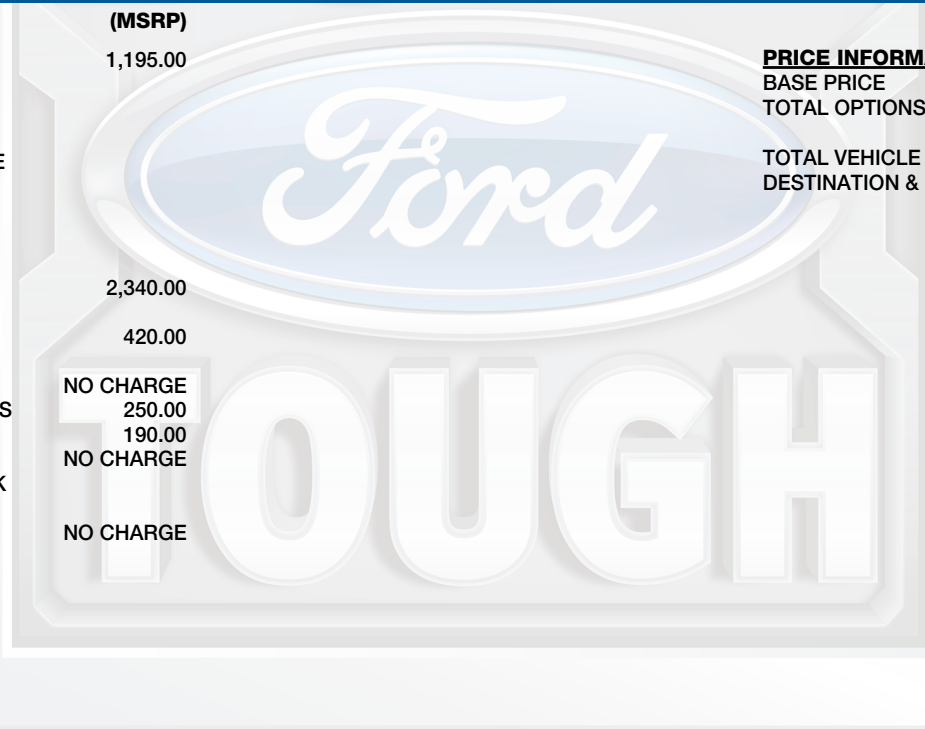 (MSRP)
1,195.00
PRICE INFORMA
BASE PRICE
TOTAL OPTIONS
E
TOTAL VEHICLE
DESTINATION &
Ford
2,340.00
420.00
NO CHARGE
S 250.00
190.00
NO CHARGE
K
NO CHARGE
TOUGH